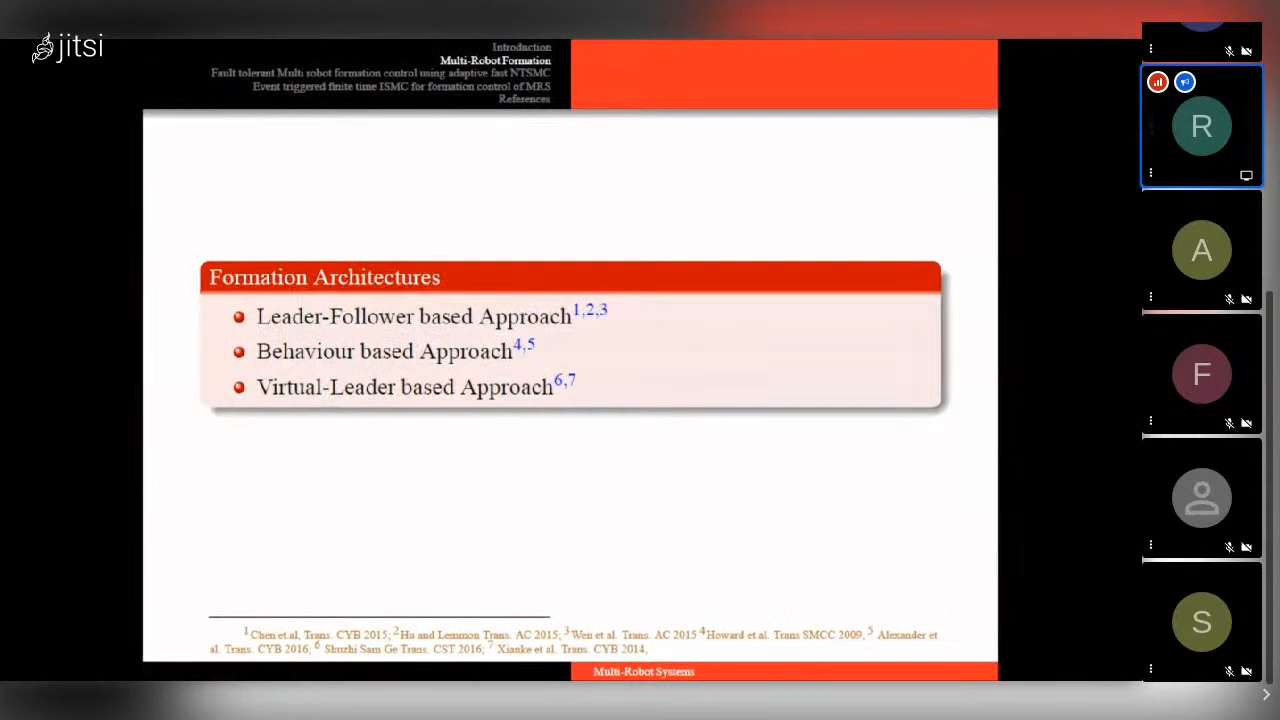 jitsi
Introduction
Multi-Robot Formation
Fault tolerant Multi robot formation control using adaptive fast NTSMC
Event triggered finite time ISMC for formation control of MRS
References
Formation Architectures
Leader-Follower based Approach1,2,3
Behaviour based Approach4,5
Virtual-Leader based Approach6,7
1Chen et.al, Trans. CYB 2015; 2Hu and Lemmon Trans. AC 2015; 3Wen et al. Trans. AC 2015 4Howard et al. Trans SMCC 2009, 5 Alexander et
al. Trans. CYB 2016; 6 Shuzhi Sam Ge Trans. CST 2016; 7 Xianke et al. Trans. CYB 2014,
Multi-Robot Systems
R
A
F
S